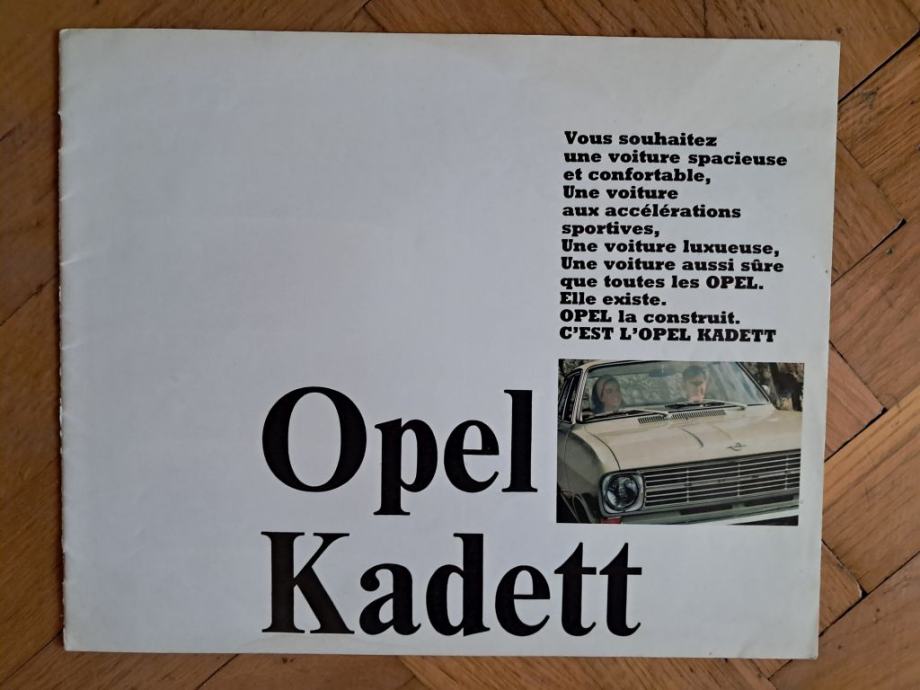 Vous souhaitez
une voiture spacieuse
et confortable,
Une voiture
aux accélérations
sportives,
Une voiture luxueuse,
Une voiture aussi sûre
que toutes les OPEL.
Elle existe.
OPEL la construit.
C'EST L'OPEL KADETT
Opel
Kadett